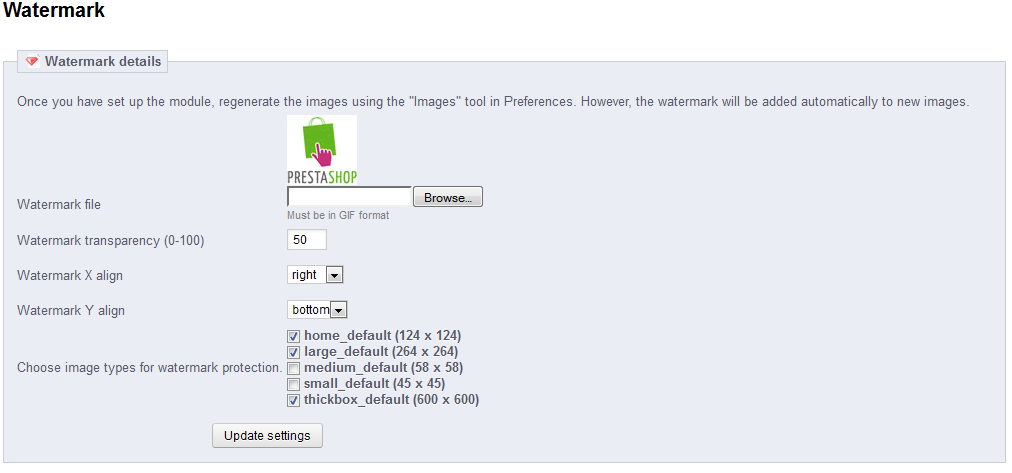 Watermark
Watermark details
Once you have set up the module, regenerate the images using the "Images" tool in Preferences. However, the watermark will be added automatically to new images.
PRESTASHOP
Watermark file
Browse...
Must be in GIF format
Watermark transparency (0-100)
50
Watermark X align
right
Watermark Y align
bottom
Choose image types for watermark protection.
home_default (124 x 124)
large_default (264 x 264)
medium_default (58 x 58)
small_default (45 x 45)
thickbox_default (600 x 600)
Update settings